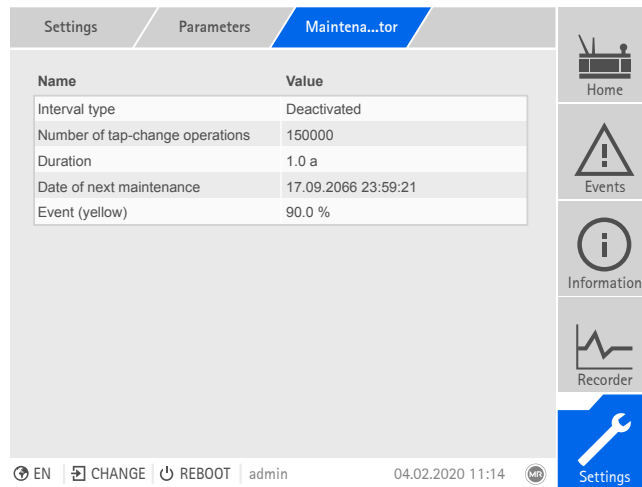 Settings
Parameters
Maintena...tor
Name Value
Interval type Deactivated
Number of tap-change operations 150000
Duration 1.0 a
Date of next maintenance 17.09.2066 23:59:21
Event (yellow) 90.0 %
Home
Events
Information
Recorder
Settings
EN CHANGE REBOOT admin 04.02.2020 11:14 MR